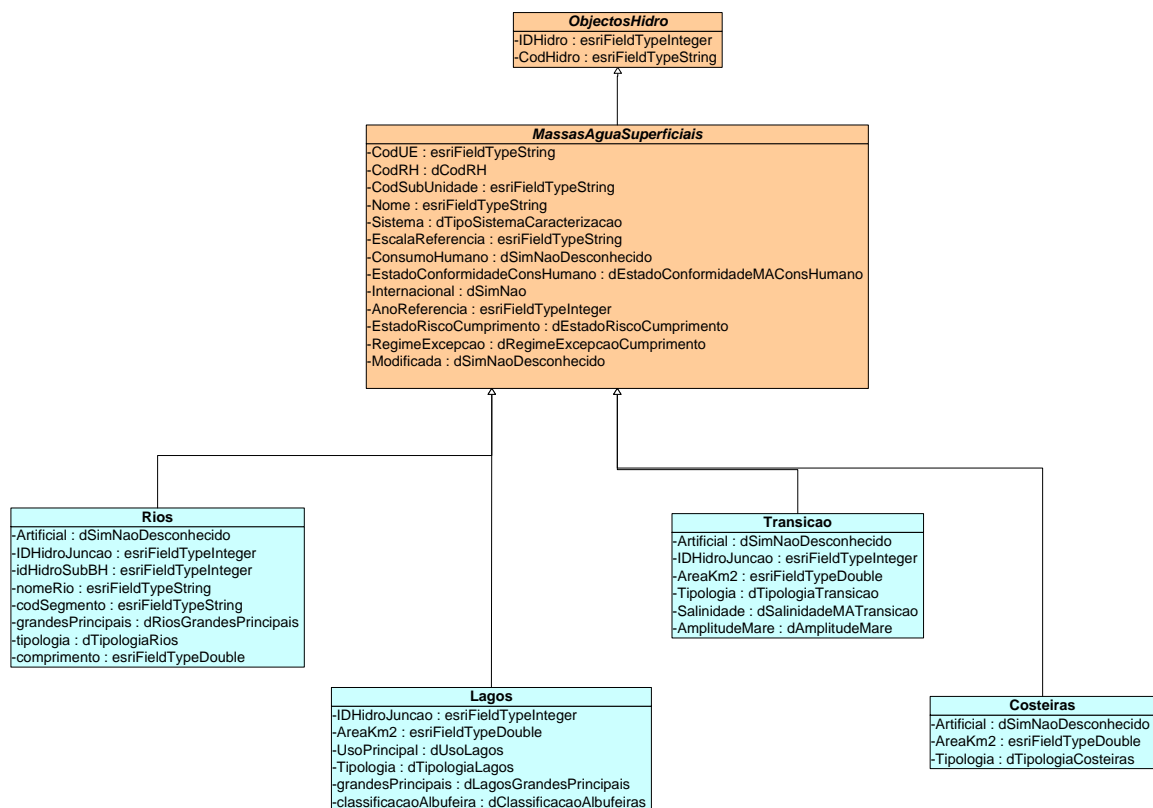 ObjectosHidro
-IDHidro : esriFieldTypeInteger
-CodHidro : esriFieldTypeString
MassasAguaSuperficiais
-CodUE : esriFieldTypeString
-CodRH : dCodRH
-CodSubUnidade : esriFieldTypeString
-Nome : esriFieldTypeString
-Sistema : dTipoSistemaCaracterizacao
-EscalaReferencia : esriFieldTypeString
-ConsumoHumano : dSimNaoDesconhecido
-EstadoConformidadeConsHumano : dEstadoConformidadeMAConsHumano
-Internacional : dSimNao
-AnoReferencia : esriFieldTypeInteger
-EstadoRiscoCumprimento : dEstadoRiscoCumprimento
-RegimeExcepcao : dRegimeExcepcaoCumprimento
-Modificada : dSimNaoDesconhecido
Rios
-Artificial : dSimNaoDesconhecido
-IDHidroJuncao : esriFieldTypeInteger
-idHidroSubBH : esriFieldTypeInteger
-nomeRio : esriFieldTypeString
-codSegmento : esriFieldTypeString
-grandesPrincipais : dRiosGrandesPrincipais
-tipologia : dTipologiaRios
-comprimento : esriFieldTypeDouble
Transicao
-Artificial : dSimNaoDesconhecido
-IDHidroJuncao : esriFieldTypeInteger
-AreaKm2 : esriFieldTypeDouble
-Tipologia : dTipologiaTransicao
-Salinidade : dSalinidadeMATransicao
-AmplitudeMare : dAmplitudeMare
Lagos
-IDHidroJuncao : esriFieldTypeInteger
-AreaKm2 : esriFieldTypeDouble
-UsoPrincipal : dUsoLagos
-Tipologia : dTipologiaLagos
-grandesPrincipais : dLagosGrandesPrincipais
-classificacaoAlbufeira : dClassificacaoAlbufeiras
Costeiras
-Artificial : dSimNaoDesconhecido
-AreaKm2 : esriFieldTypeDouble
-Tipologia : dTipologiaCosteiras